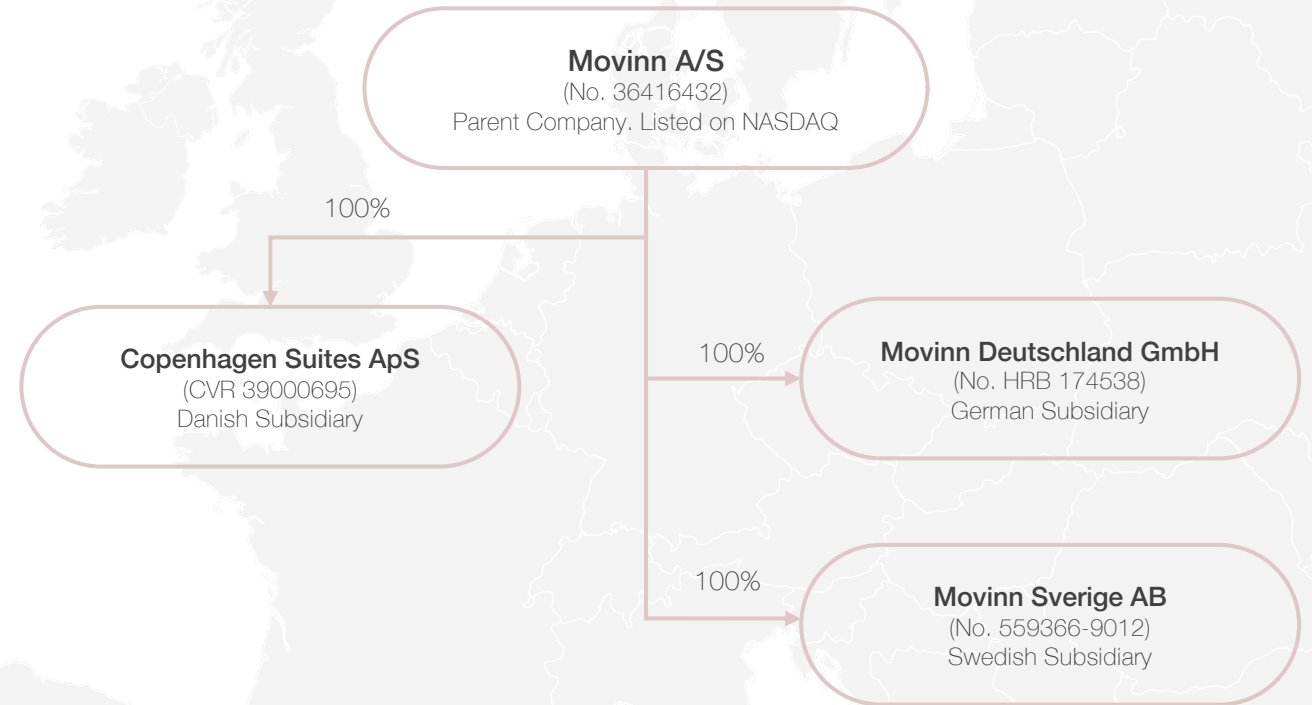 Movinn A/S
(No. 36416432)
Parent Company. Listed on NASDAQ
100%
Copenhagen Suites ApS
(CVR 39000695)
Danish Subsidiary
100%
Movinn Deutschland GmbH
(No. HRB 174538)
German Subsidiary
100%
Movinn Sverige AB
(No. 559366-9012)
Swedish Subsidiary